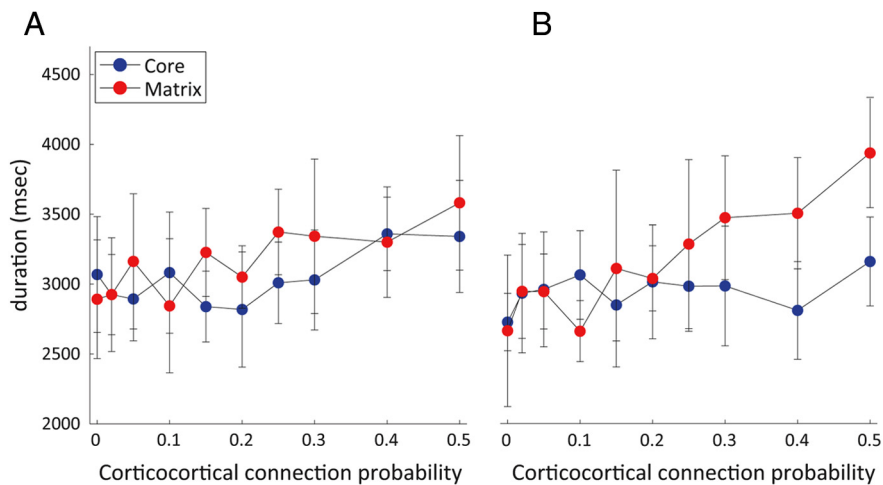 A
B
Core
Matrix
duration (msec)
4500
4000
3500
3000
2500
2000
0 0.1 0.2 0.3 0.4 0.5
0 0.1 0.2 0.3 0.4 0.5
Corticocortical connection probability
Corticocortical connection probability